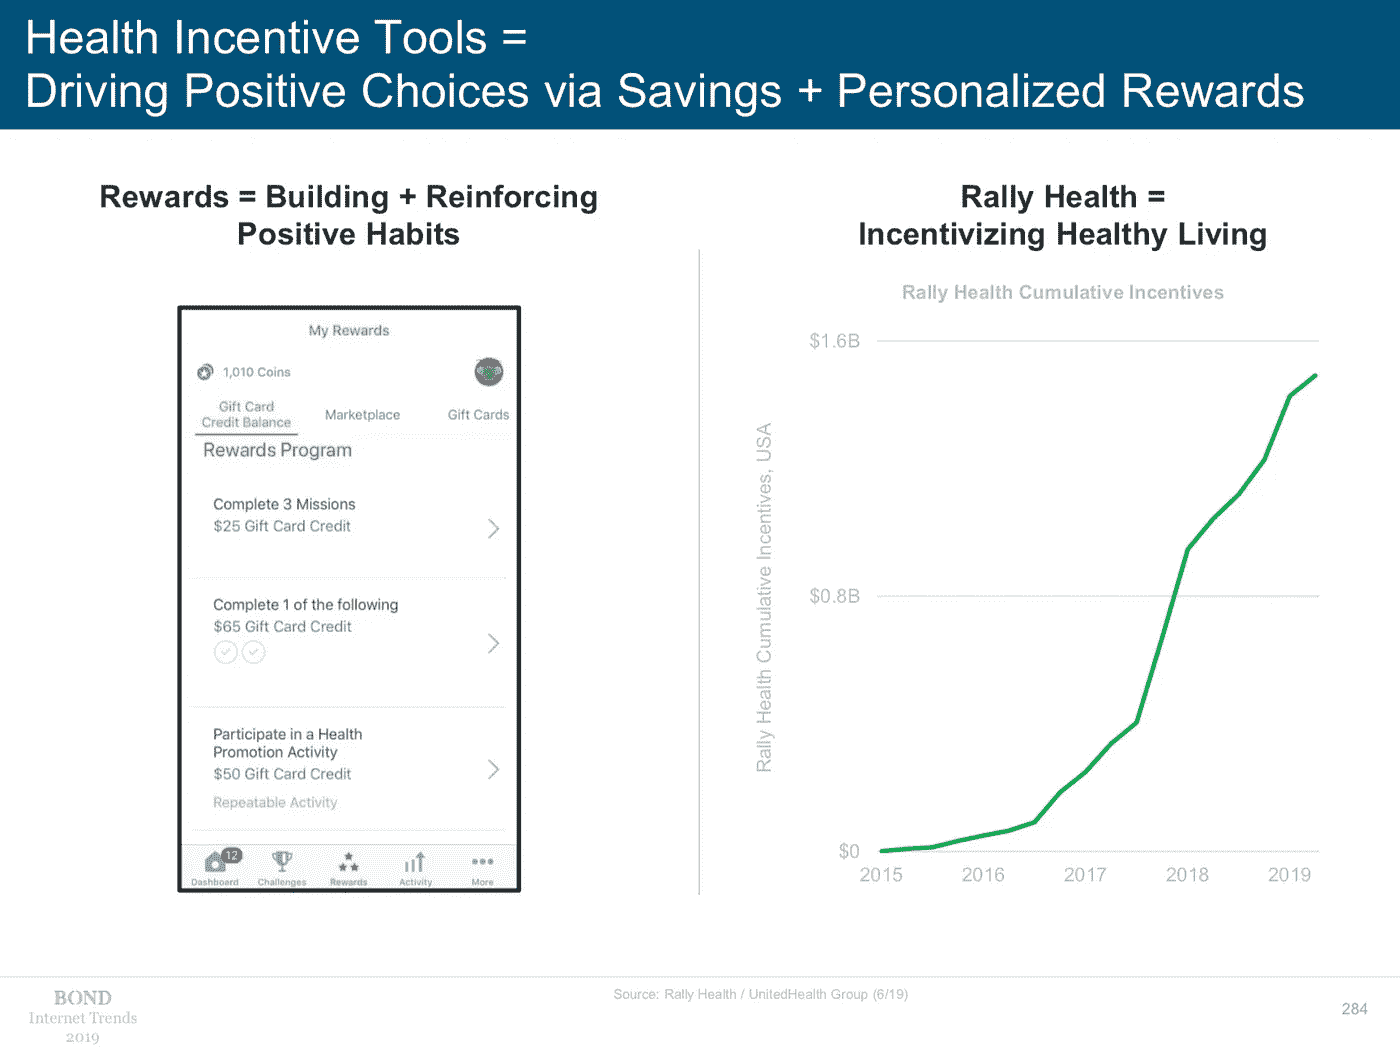 Health Incentive Tools =
Driving Positive Choices via Savings + Personalized Rewards
Rewards = Building + Reinforcing
Positive Habits
My Rewards
1,010 Coins
Gift Card
Credit Balance
Marketplace
Gift Cards
Rewards Program
Complete 3 Missions
$25 Gift Card Credit
Complete 1 of the following
$65 Gift Card Credit
Participate in a Health
Promotion Activity
$50 Gift Card Credit
Repeatable Activity
12
Dashboard
Challenges
Rewards
Activity
More
Rally Health =
Incentivizing Healthy Living
Rally Health Cumulative Incentives
Rally Health Cumulative Incentives, USA
$1.6B
$0.8B
$0
2015 2016 2017 2018 2019
BOND
Internet Trends
2019
Source: Rally Health / UnitedHealth Group (6/19)
284